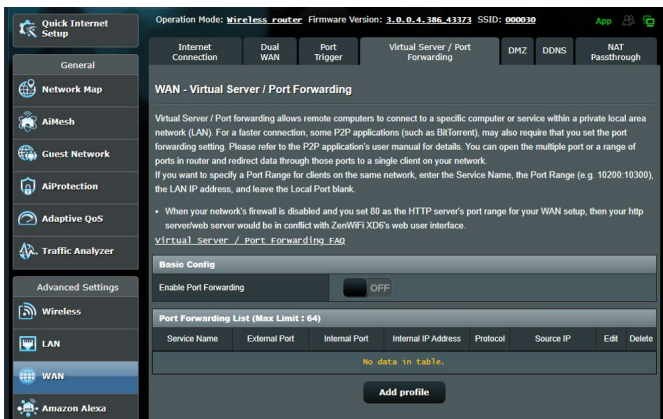 Quick Internet
Setup
General
Network Map
AiMesh
Guest Network
AiProtection
Adaptive QoS
Traffic Analyzer
Advanced Settings
Wireless
LAN
WAN
Amazon Alexa
Operation Mode: Wireless router Firmware Version: 3.0.0.4.386_43373 SSID: 000030
App
Internet
Connection
Dual
WAN
Port
Trigger
Virtual Server / Port
Forwarding
DMZ
DDNS
NAT
Passthrough
WAN - Virtual Server / Port Forwarding
Virtual Server / Port forwarding allows remote computers to connect to a specific computer or service within a private local area
network (LAN). For a faster connection, some P2P applications (such as BitTorrent), may also require that you set the port
forwarding setting. Please refer to the P2P application's user manual for details. You can open the multiple port or a range of
ports in router and redirect data through those ports to a single client on your network.
If you want to specify a Port Range for clients on the same network, enter the Service Name, the Port Range (e.g. 10200:10300),
the LAN IP address, and leave the Local Port blank.
• When your network's firewall is disabled and you set 80 as the HTTP server's port range for your WAN setup, then your http
server/web server would be in conflict with ZenWiFi XD6's web user interface.
Virtual Server / Port Forwarding FAQ
Basic Config
Enable Port Forwarding OFF
Port Forwarding List (Max Limit : 64)
Service Name External Port Internal Port Internal IP Address Protocol Source IP Edit Delete
No data in table.
Add profile